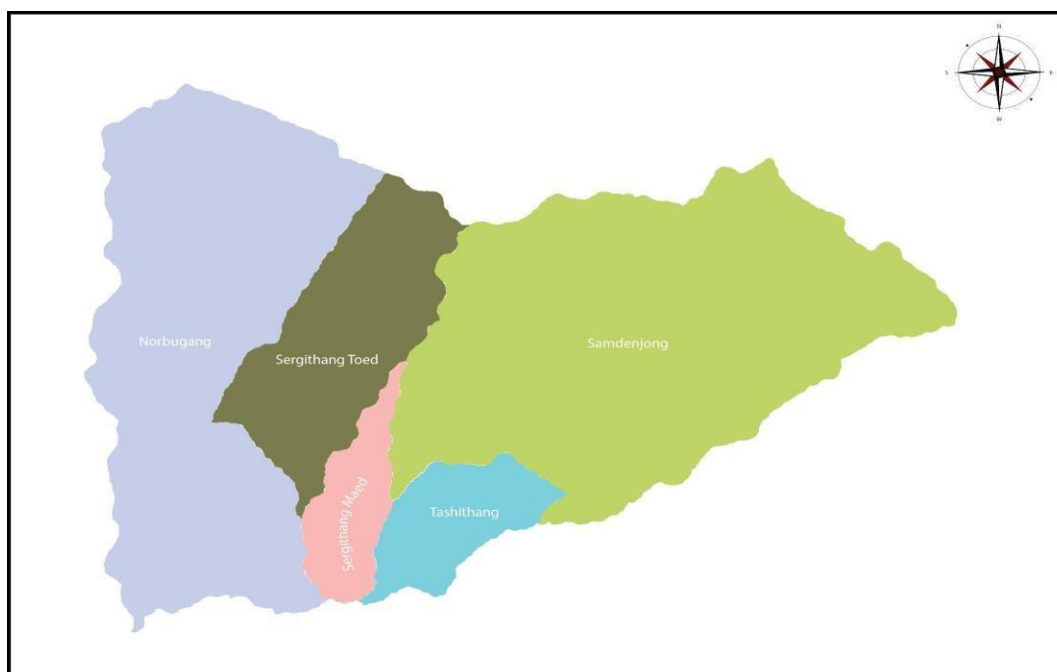 N
S
E
W
Norbugang
Sergithang Toed
Samdenjong
Sergithang Maed
Tashithang